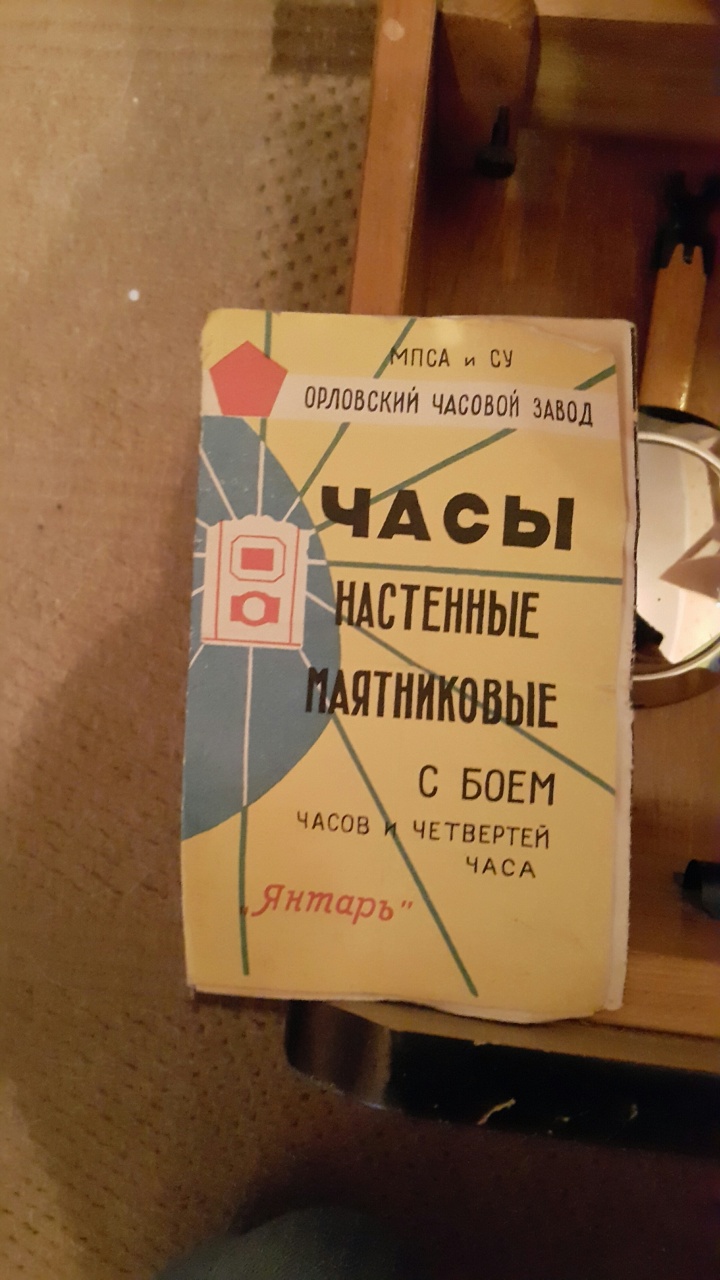 МПСА и СУ
ОРЛОВСКИЙ ЧАСОВОЙ ЗАВОД
ЧАСЫ
НАСТЕННЫЕ
МАЯТНИКОВЫЕ
С БОЕМ
ЧАСОВ И ЧЕТВЕРТЕЙ
ЧАСА
„Янтарь"